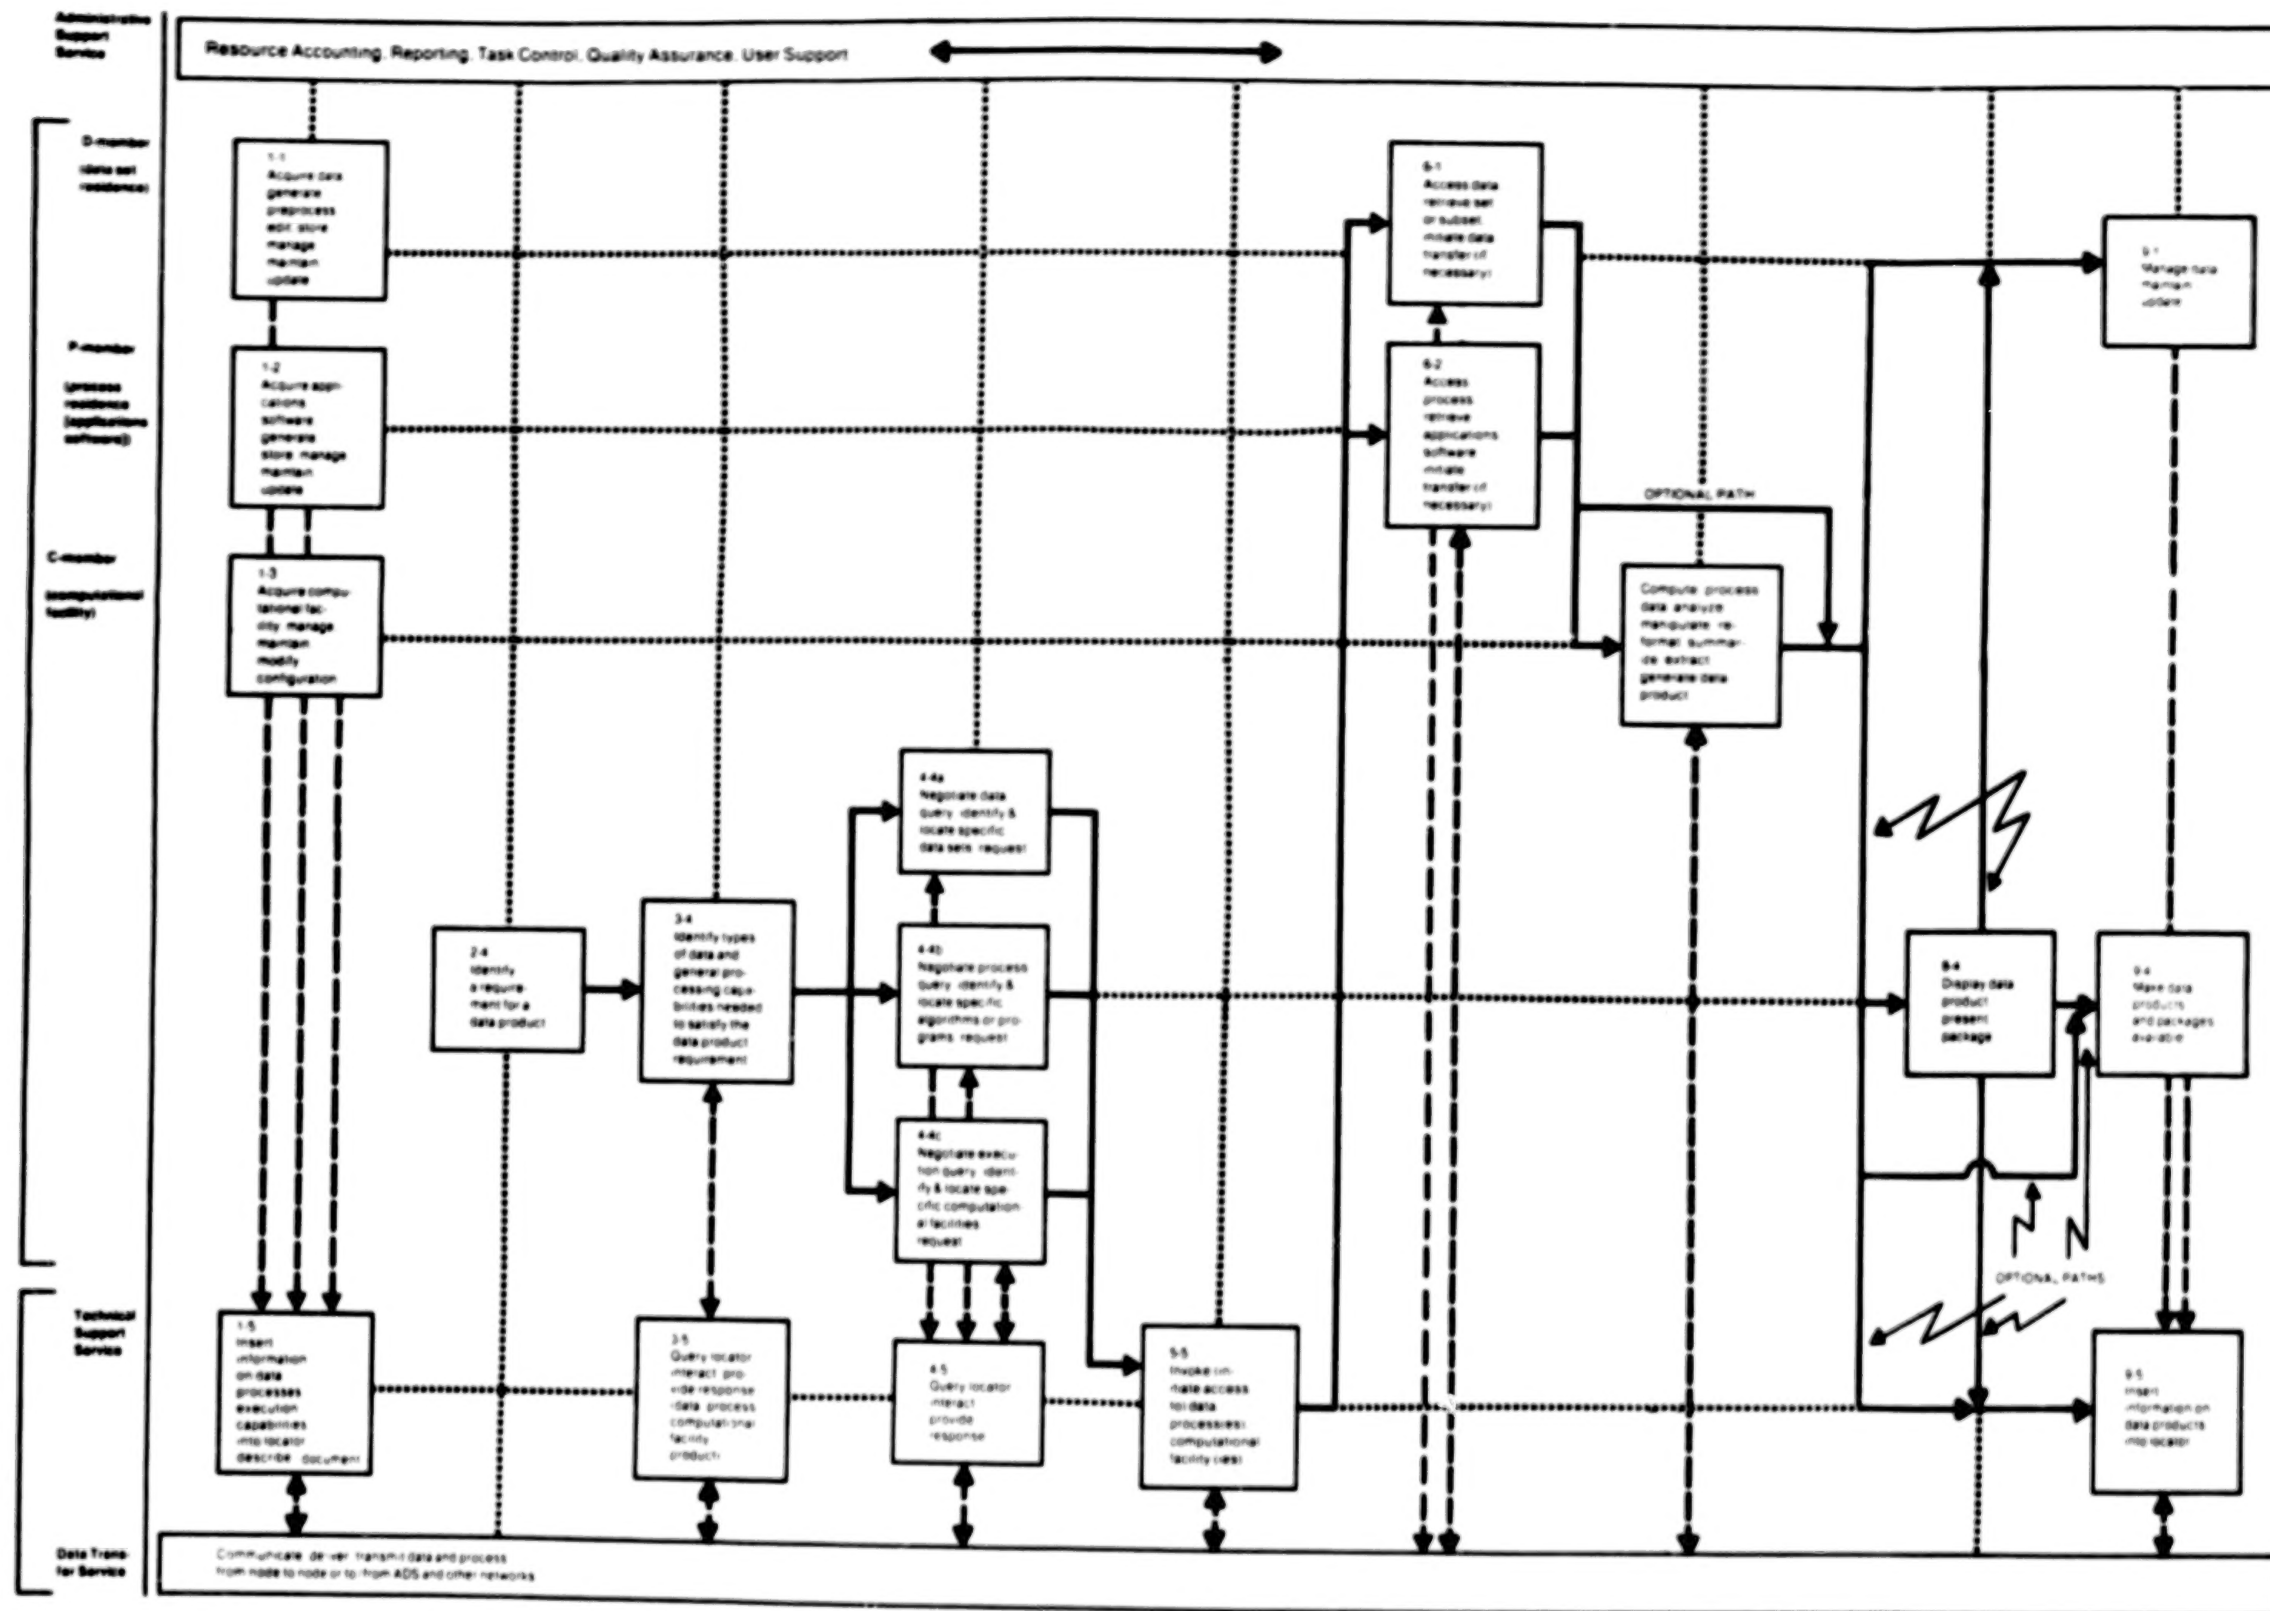 Administrative
Support
Service
Resource Accounting, Reporting, Task Control, Quality Assurance, User Support
D-member
(data set
residence)
1-1
Acquire data
generate
preprocess
edit store
manage
maintain
update
6-1
Access data
retrieve set
or subset
initiate data
transfer (if
necessary)
9-1
Manage data
maintain
update
P-member
(process
residence
[applications
software])
1-2
Acquire appli-
cations
software
generate
store manage
maintain
update
6-2
Access
process
retrieve
applications
software
initiate
transfer (if
necessary)
OPTIONAL PATH
C-member
(computational
facility)
1-3
Acquire compu-
tational fac-
ility manage
maintain
modify
configuration
Compute process
data analyze
manipulate re-
format summar-
ize extract
generate data
product
4-4a
Negotiate data
query identify &
locate specific
data sets request
2-4
Identify
a require-
ment for a
data product
3-4
Identify types
of data and
general pro-
cessing capa-
bilities needed
to satisfy the
data product
requirement
4-4b
Negotiate process
query identify &
locate specific
algorithms or pro-
grams request
8-4
Display data
product
present
package
9-4
Make data
products
and packages
available
4-4c
Negotiate execu-
tion query ident-
ify & locate spe-
cific computation-
al facilities
request
OPTIONAL PATHS
Technical
Support
Service
1-5
Insert
information
on data
processes
execution
capabilities
into locator
describe document
3-5
Query locator
interact pro-
vide response
(data process
computational
facility
product)
4-5
Query locator
interact
provide
response
5-5
Invoke (in-
itiate access
to) data
process(es)
computational
facility (ies)
9-5
Insert
information on
data products
into locator
Data Trans-
fer Service
Communicate deliver transmit data and process
from node to node or to/from ADS and other networks